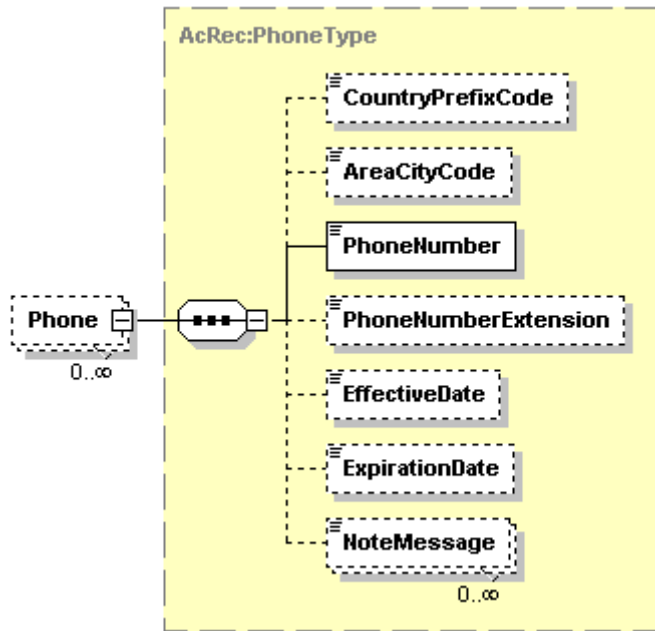 AcRec:PhoneType
CountryPrefixCode
AreaCityCode
PhoneNumber
Phone
0..∞
PhoneNumberExtension
EffectiveDate
ExpirationDate
NoteMessage
0..∞